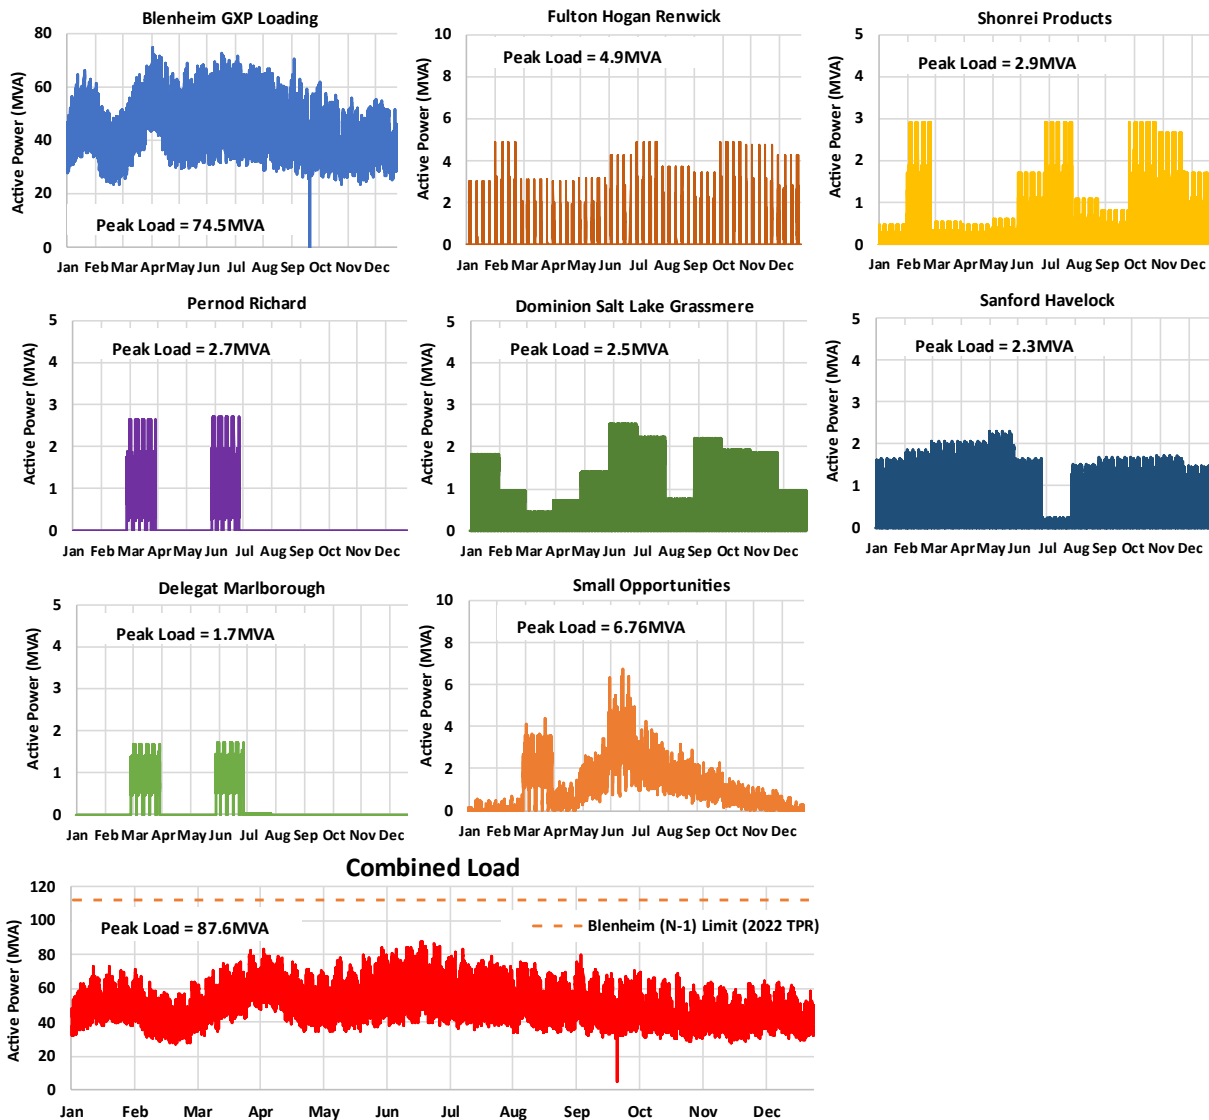 Blenheim GXP Loading
Active Power (MVA)
80
60
40
20
0
Peak Load = 74.5MVA
Jan Feb Mar Apr May Jun Jul Aug Sep Oct Nov Dec
Fulton Hogan Renwick
Active Power (MVA)
10
8
6
4
2
0
Peak Load = 4.9MVA
Jan Feb Mar Apr May Jun Jul Aug Sep Oct Nov Dec
Shonrei Products
Active Power (MVA)
5
4
3
2
1
0
Peak Load = 2.9MVA
Jan Feb Mar Apr May Jun Jul Aug Sep Oct Nov Dec
Pernod Richard
Active Power (MVA)
5
4
3
2
1
0
Peak Load = 2.7MVA
Jan Feb Mar Apr May Jun Jul Aug Sep Oct Nov Dec
Dominion Salt Lake Grassmere
Active Power (MVA)
5
4
3
2
1
0
Peak Load = 2.5MVA
Jan Feb Mar Apr May Jun Jul Aug Sep Oct Nov Dec
Sanford Havelock
Active Power (MVA)
5
4
3
2
1
0
Peak Load = 2.3MVA
Jan Feb Mar Apr May Jun Jul Aug Sep Oct Nov Dec
Delegat Marlborough
Active Power (MVA)
5
4
3
2
1
0
Peak Load = 1.7MVA
Jan Feb Mar Apr May Jun Jul Aug Sep Oct Nov Dec
Small Opportunities
Active Power (MVA)
10
8
6
4
2
0
Peak Load = 6.76MVA
Jan Feb Mar Apr May Jun Jul Aug Sep Oct Nov Dec
Combined Load
Active Power (MVA)
120
100
80
60
40
20
0
Peak Load = 87.6MVA
Blenheim (N-1) Limit (2022 TPR)
Jan Feb Mar Apr May Jun Jul Aug Sep Oct Nov Dec